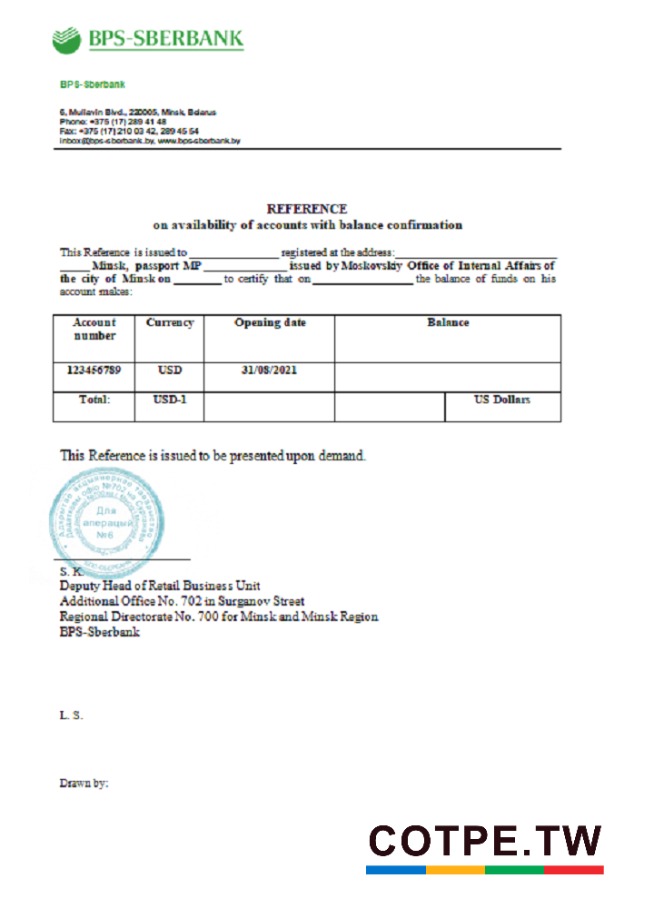 BPS-SBERBANK
BPS-Sberbank
6, Muliavin Blvd., 220005, Minsk, Belarus
Phone: +375 (17) 289 41 48
Fax: +375 (17) 210 03 42, 289 45 54
inbox@bps-sberbank.by, www.bps-sberbank.by
REFERENCE
on availability of accounts with balance confirmation
This Reference is issued to ________________ registered at the address:_____________________________
_____ Minsk, passport MP _______________ issued by Moskovskiy Office of Internal Affairs of
the city of Minsk on _________ to certify that on __________________ the balance of funds on his
account makes:
Account number Currency Opening date Balance
123456789 USD 31/08/2021
Total: USD-1 US Dollars
This Reference is issued to be presented upon demand.
Для
аперацый
№6
S. K.
Deputy Head of Retail Business Unit
Additional Office No. 702 in Surganov Street
Regional Directorate No. 700 for Minsk and Minsk Region
BPS-Sberbank
L. S.
Drawn by:
COTPE.TW